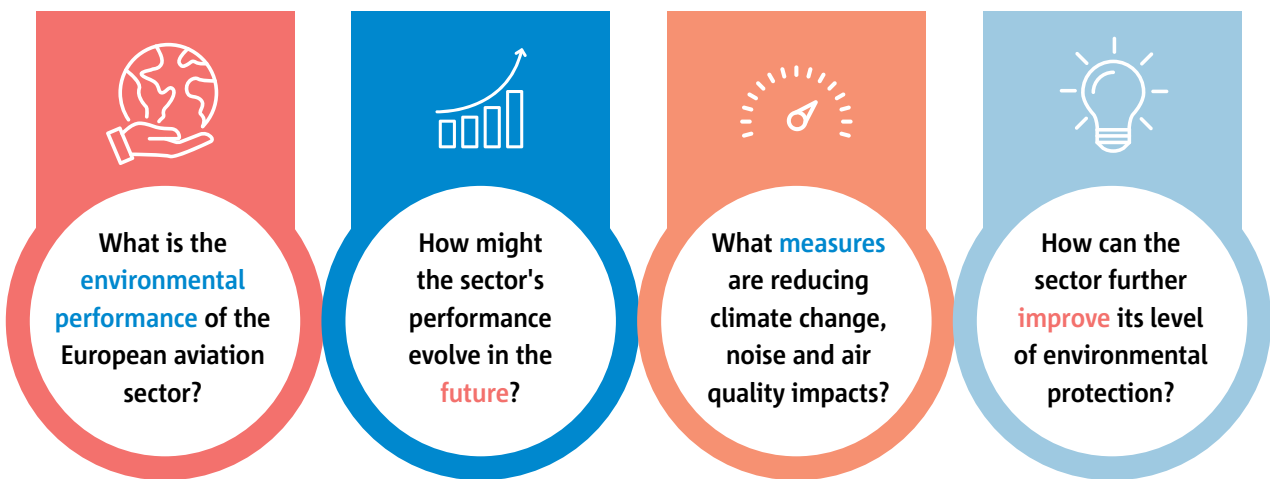 What is the
environmental
performance of the
European aviation
sector?
How might
the sector's
performance
evolve in the
future?
What measures
are reducing
climate change,
noise and air
quality impacts?
How can the
sector further
improve its level
of environmental
protection?